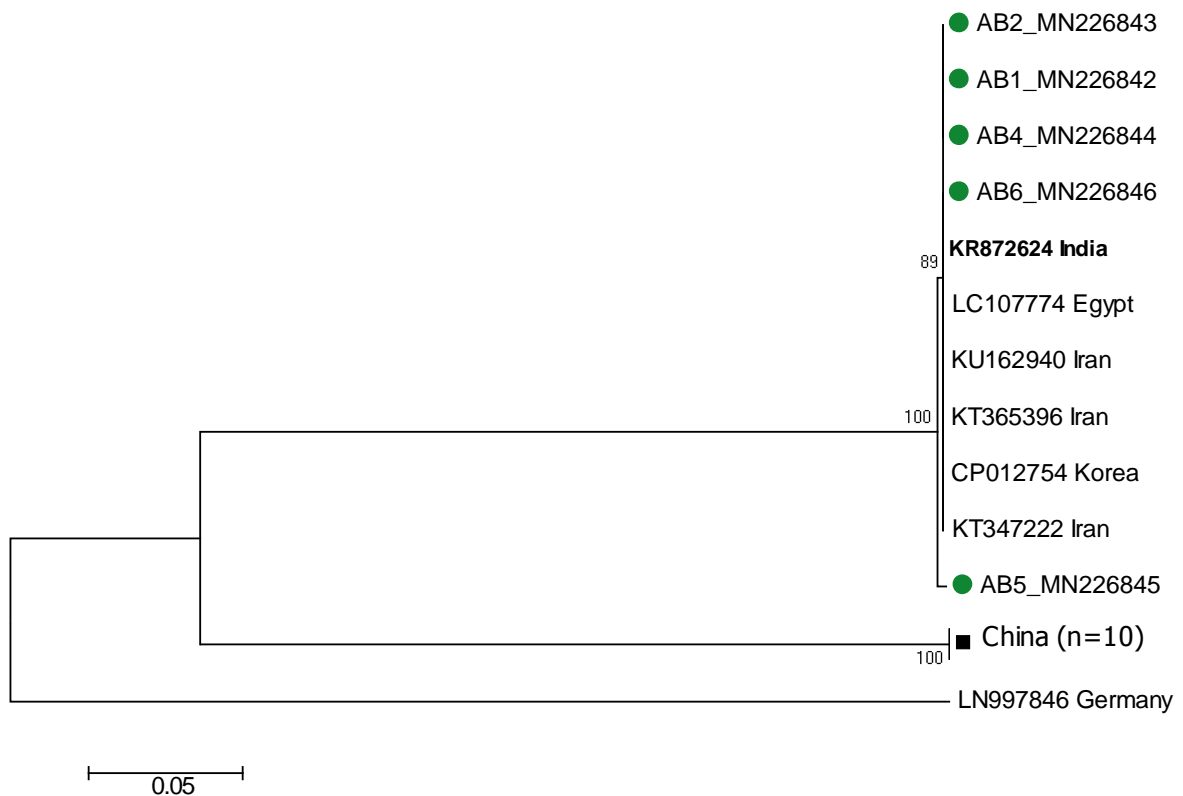 AB2_MN226843
AB1_MN226842
AB4_MN226844
AB6_MN226846
KR872624 India
89
LC107774 Egypt
KU162940 Iran
100
KT365396 Iran
CP012754 Korea
KT347222 Iran
AB5_MN226845
China (n=10)
100
LN997846 Germany
0.05